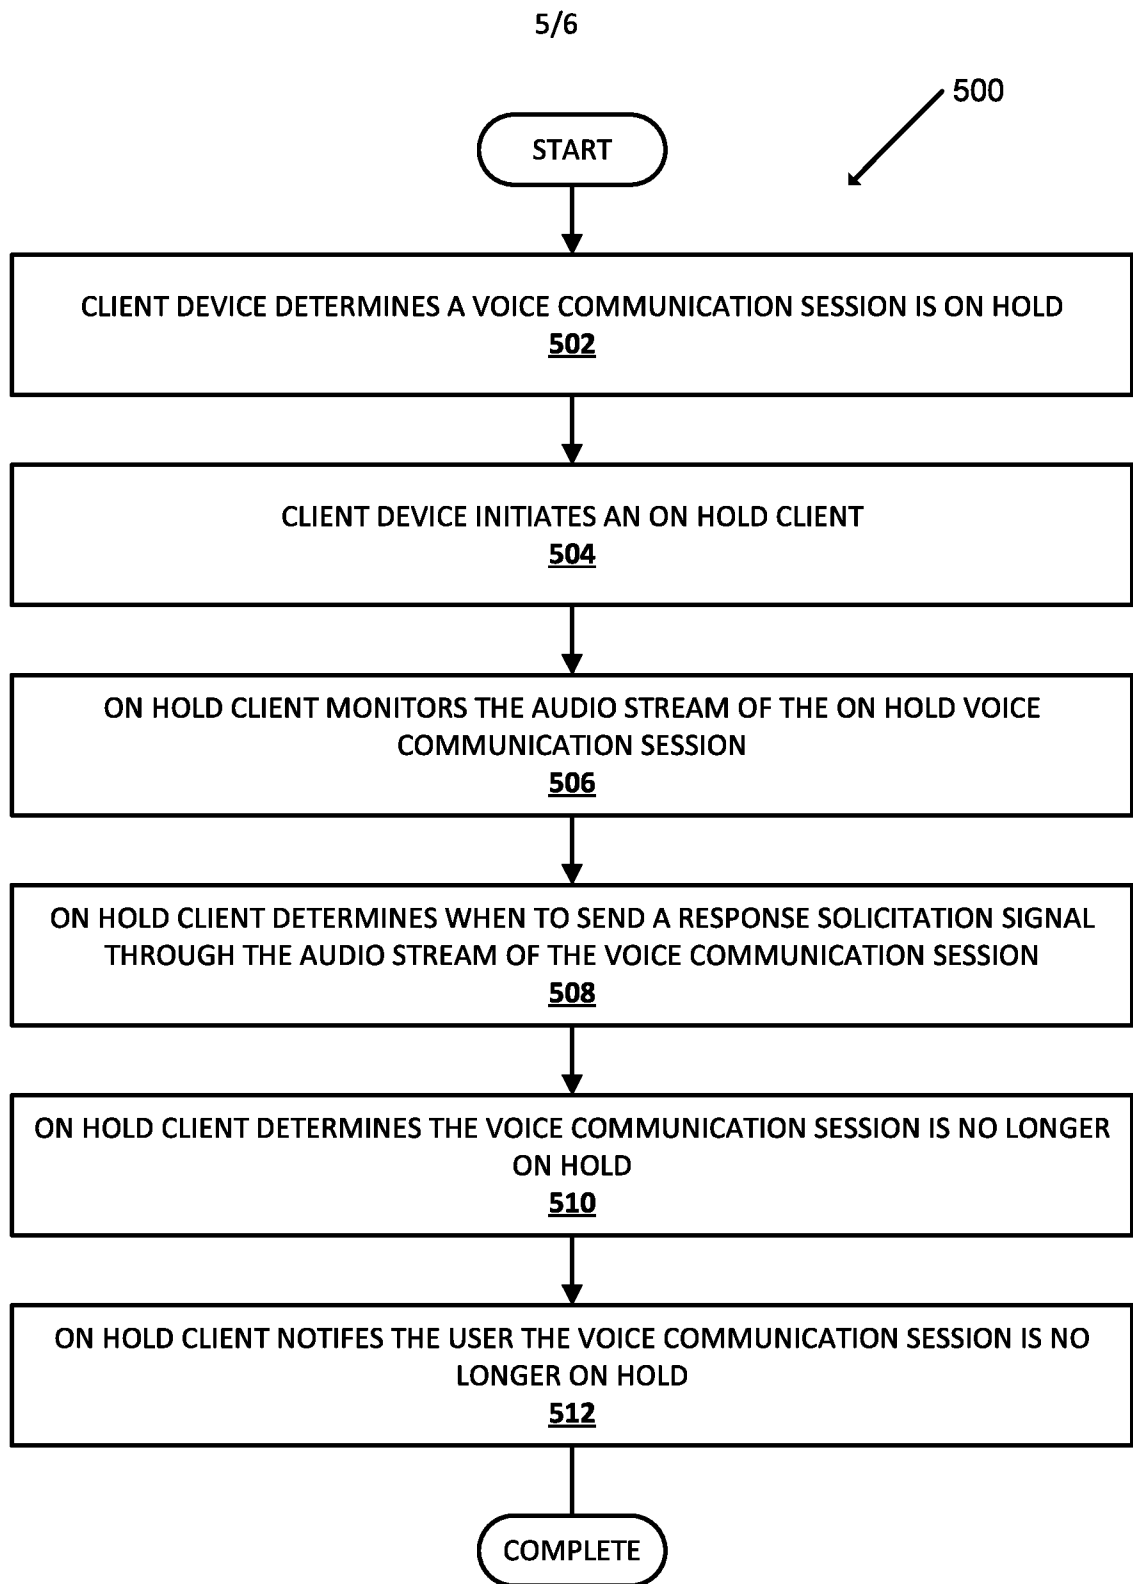 5/6
500
START
CLIENT DEVICE DETERMINES A VOICE COMMUNICATION SESSION IS ON HOLD
502
CLIENT DEVICE INITIATES AN ON HOLD CLIENT
504
ON HOLD CLIENT MONITORS THE AUDIO STREAM OF THE ON HOLD VOICE
COMMUNICATION SESSION
506
ON HOLD CLIENT DETERMINES WHEN TO SEND A RESPONSE SOLICITATION SIGNAL
THROUGH THE AUDIO STREAM OF THE VOICE COMMUNICATION SESSION
508
ON HOLD CLIENT DETERMINES THE VOICE COMMUNICATION SESSION IS NO LONGER
ON HOLD
510
ON HOLD CLIENT NOTIFES THE USER THE VOICE COMMUNICATION SESSION IS NO
LONGER ON HOLD
512
COMPLETE